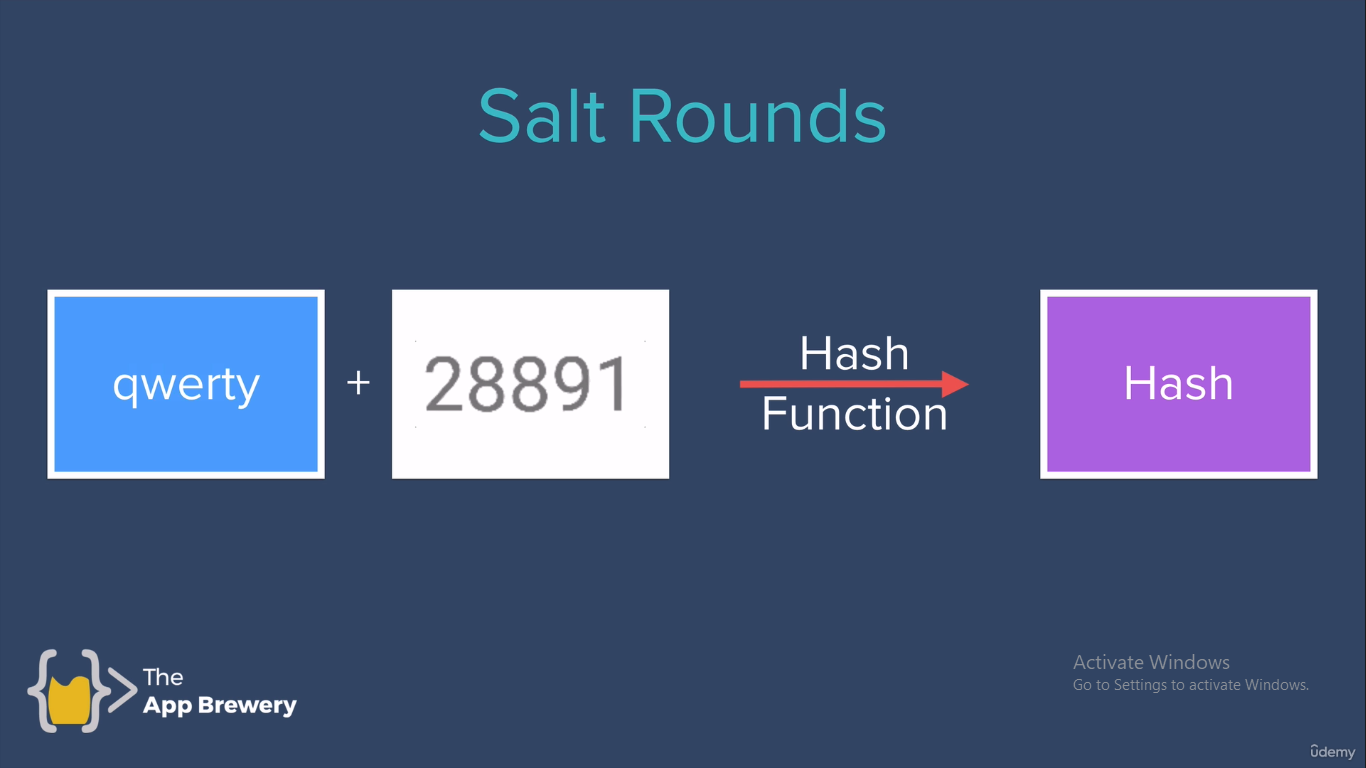 Salt Rounds
qwerty
+
28891
Hash
Function
Hash
The
App Brewery
Activate Windows
Go to Settings to activate Windows.
ûdemy